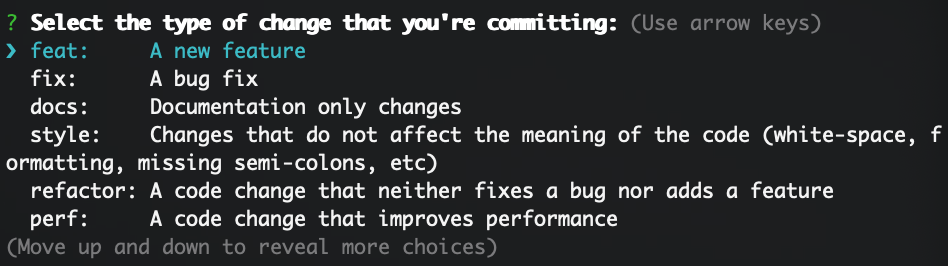 ? Select the type of change that you're committing: (Use arrow keys)
❯ feat:     A new feature
  fix:      A bug fix
  docs:     Documentation only changes
  style:    Changes that do not affect the meaning of the code (white-space, f
ormatting, missing semi-colons, etc)
  refactor: A code change that neither fixes a bug nor adds a feature
  perf:     A code change that improves performance
(Move up and down to reveal more choices)